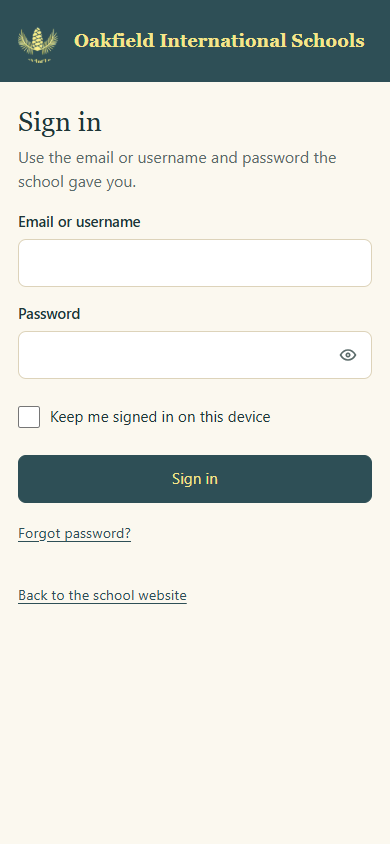 Oakfield International Schools
Sign in
Use the email or username and password the
school gave you.
Email or username
Password
Keep me signed in on this device
Sign in
Forgot password?
Back to the school website